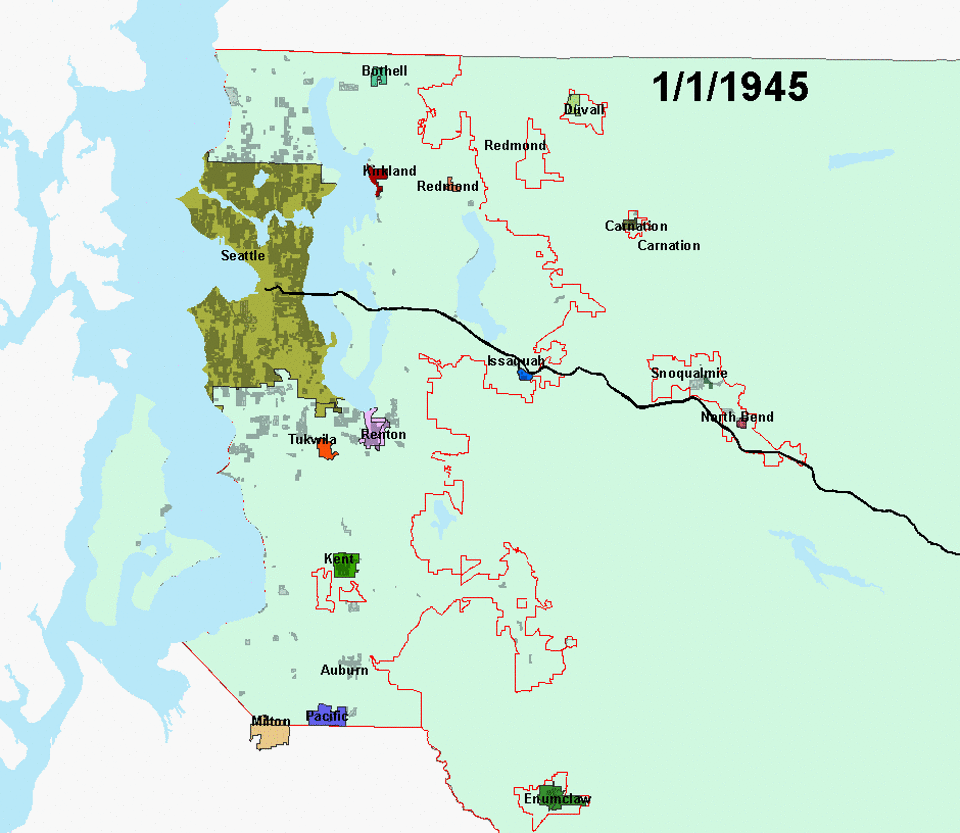 Bothell
1/1/1945
Duvall
Redmond
Kirkland
Redmond
Carnation
Carnation
Seattle
Issaquah
Snoqualmie
North Bend
Renton
Tukwila
Kent
Auburn
Pacific
Milton
Enumclaw